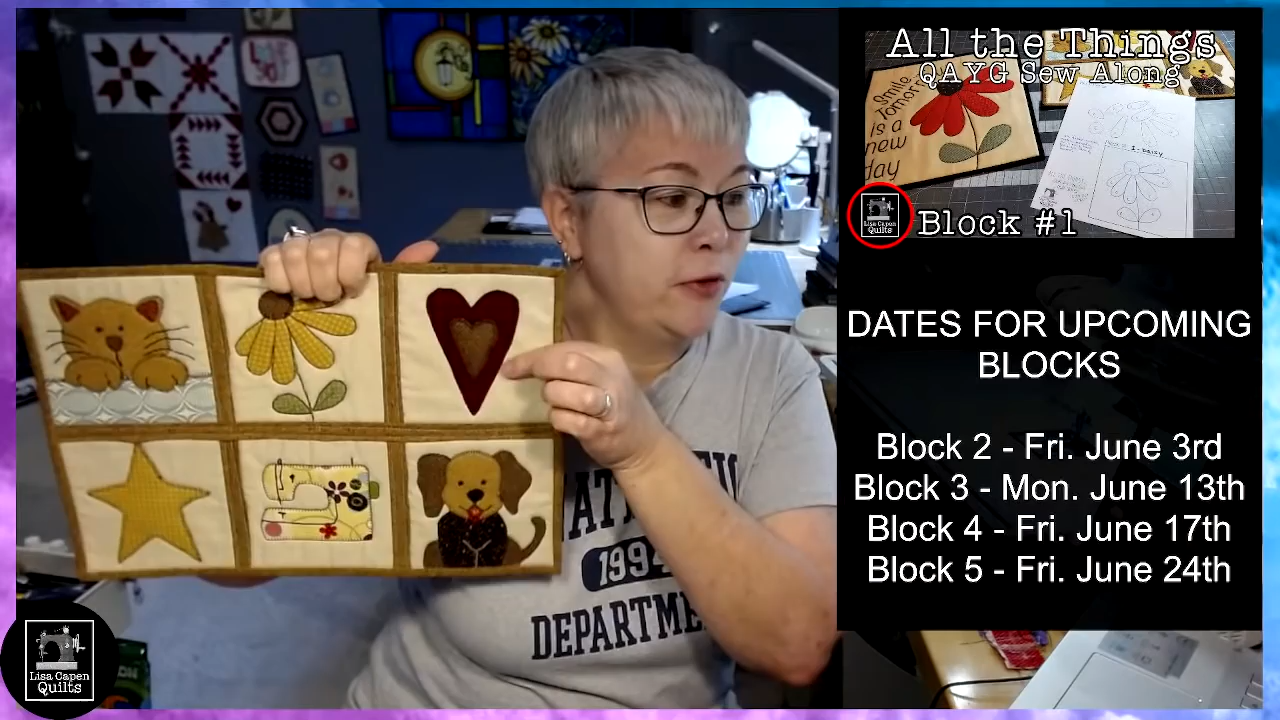 All the Things
QAYG Sew Along
Smile
Tomorrow
is a
new
day
1. Daisy
Lisa Capen
Quilts
Block #1
DATES FOR UPCOMING
BLOCKS
Block 2 - Fri. June 3rd
Block 3 - Mon. June 13th
Block 4 - Fri. June 17th
Block 5 - Fri. June 24th
1994
DEPARTME
Lisa Capen
Quilts